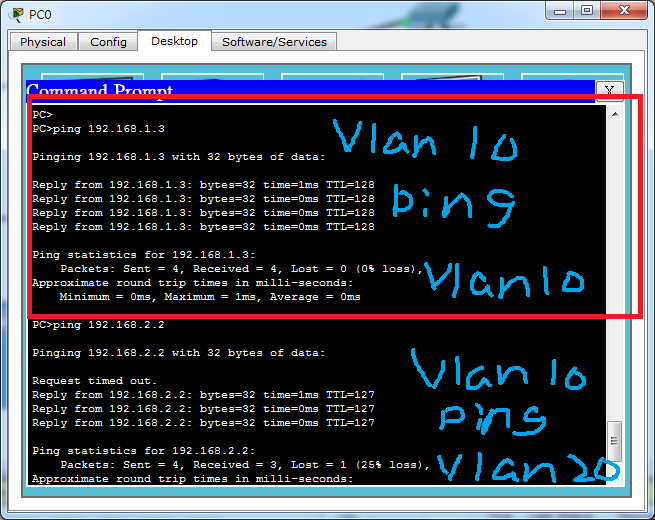 PC0
Physical Config Desktop Software/Services
Command Prompt X
PC>
PC>ping 192.168.1.3
Vlan 10
Pinging 192.168.1.3 with 32 bytes of data:
Reply from 192.168.1.3: bytes=32 time=1ms TTL=128
Reply from 192.168.1.3: bytes=32 time=0ms TTL=128
Reply from 192.168.1.3: bytes=32 time=0ms TTL=128
Reply from 192.168.1.3: bytes=32 time=0ms TTL=128
ping
Ping statistics for 192.168.1.3:
Packets: Sent = 4, Received = 4, Lost = 0 (0% loss),
Approximate round trip times in milli-seconds:
Minimum = 0ms, Maximum = 1ms, Average = 0ms
Vlan10
PC>ping 192.168.2.2
Pinging 192.168.2.2 with 32 bytes of data:
Vlan 10
Request timed out.
Reply from 192.168.2.2: bytes=32 time=1ms TTL=127
Reply from 192.168.2.2: bytes=32 time=0ms TTL=127
Reply from 192.168.2.2: bytes=32 time=0ms TTL=127
ping
Ping statistics for 192.168.2.2:
Packets: Sent = 4, Received = 3, Lost = 1 (25% loss),
Vlan20
Approximate round trip times in milli-seconds: